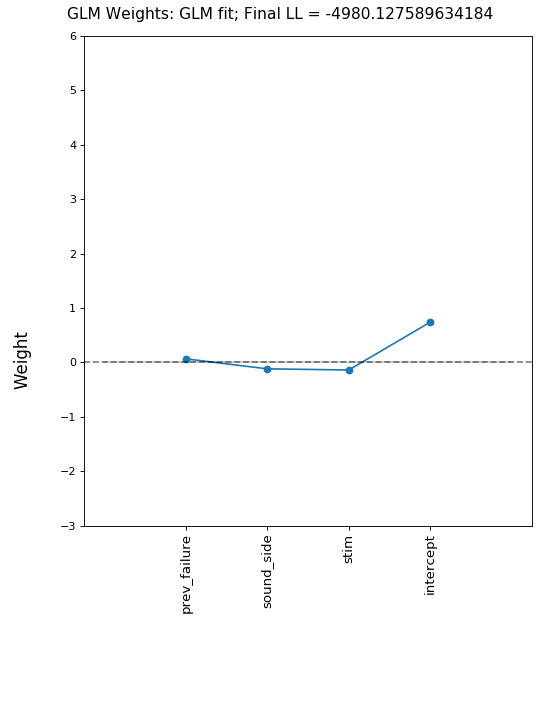 GLM Weights: GLM fit; Final LL = -4980.127589634184
6
5
4
3
2
1
0
−1
−2
−3
Weight
prev_failure
sound_side
stim
intercept